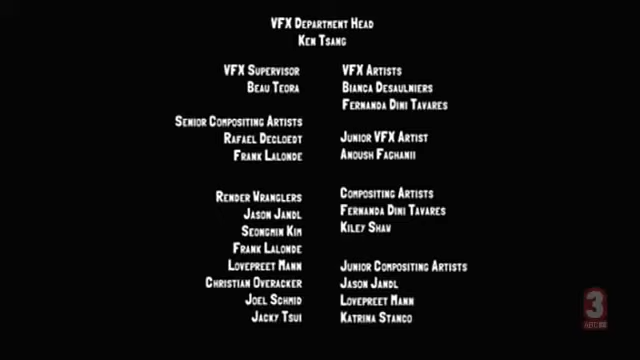 VFX Department Head
Ken Tsang
VFX Supervisor
Beau Teora
Senior Compositing Artists
Rafael Decloedt
Frank Lalonde
Render Wranglers
Jason Jandl
Seongmin Kim
Frank Lalonde
Lovepreet Mann
Christian Overacker
Joel Schmid
Jacky Tsui
VFX Artists
Bianca Desaulniers
Fernanda Dini Tavares
Junior VFX Artist
Anoush Faghanii
Compositing Artists
Fernanda Dini Tavares
Kiley Shaw
Junior Compositing Artists
Jason Jandl
Lovepreet Mann
Katrina Stanco
3
ABC